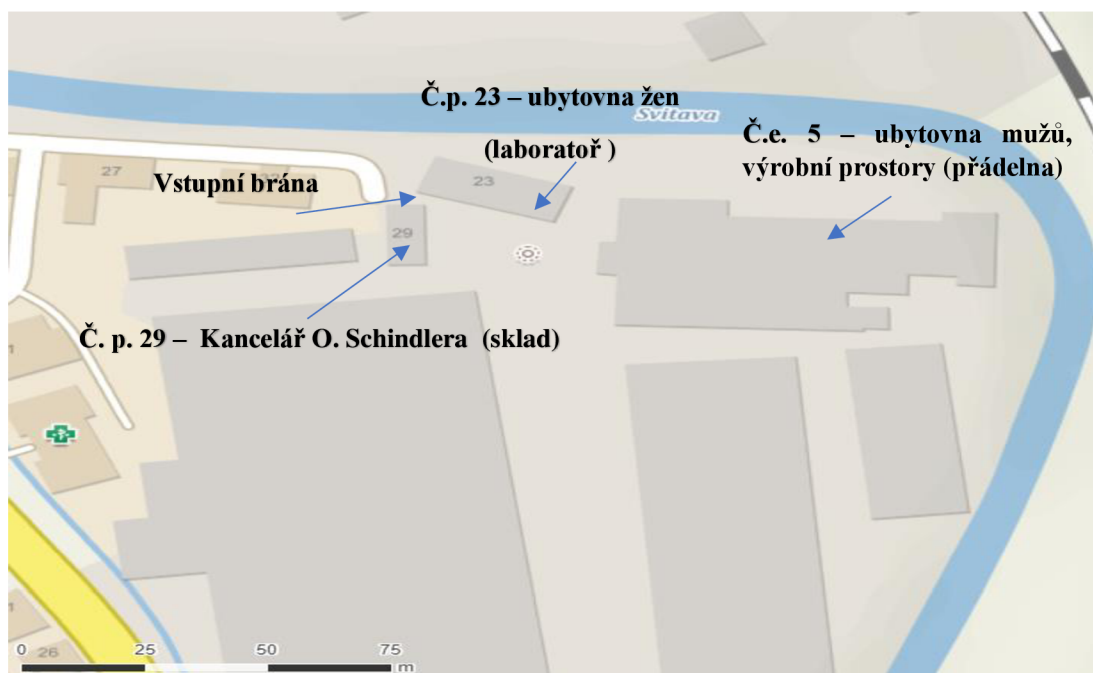 Č.p. 23 – ubytovna žen
Svitava
(laboratoř )
Č.e. 5 – ubytovna mužů,
výrobní prostory (přádelna)
27
23
Vstupní brána
29
Č. p. 29 – Kancelář O. Schindlera (sklad)
0 25 50 75
26
m